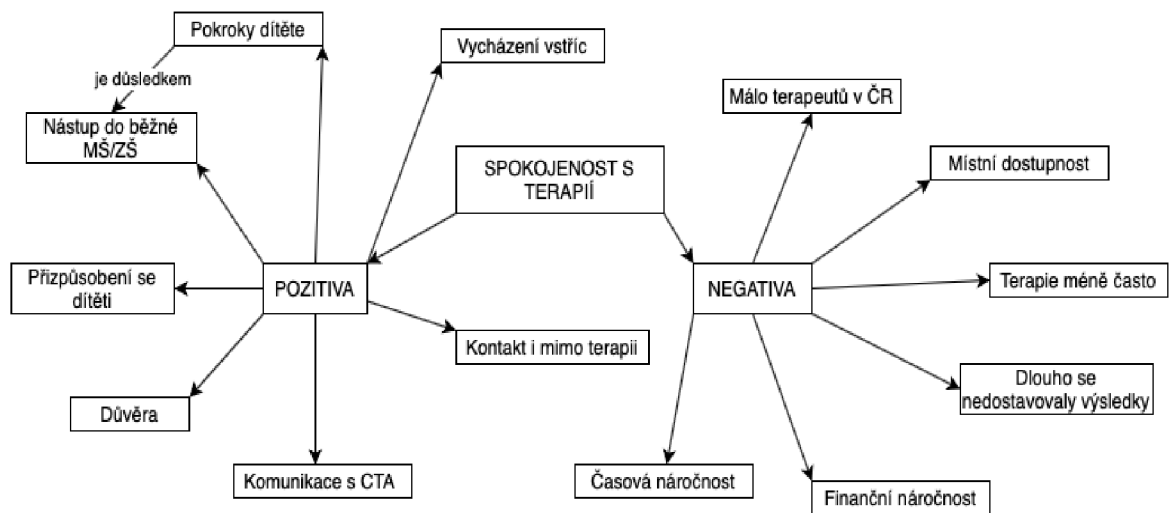 Pokroky dítěte
Vycházení vstříc
je důsledkem
Málo terapeutů v ČR
Nástup do běžné
MŠ/ZŠ
SPOKOJENOST S
TERAPIÍ
Místní dostupnost
Přizpůsobení se
dítěti
POZITIVA
NEGATIVA
Terapie méně často
Kontakt i mimo terapii
Dlouho se
nedostavovaly výsledky
Důvěra
Komunikace s CTA
Časová náročnost
Finanční náročnost